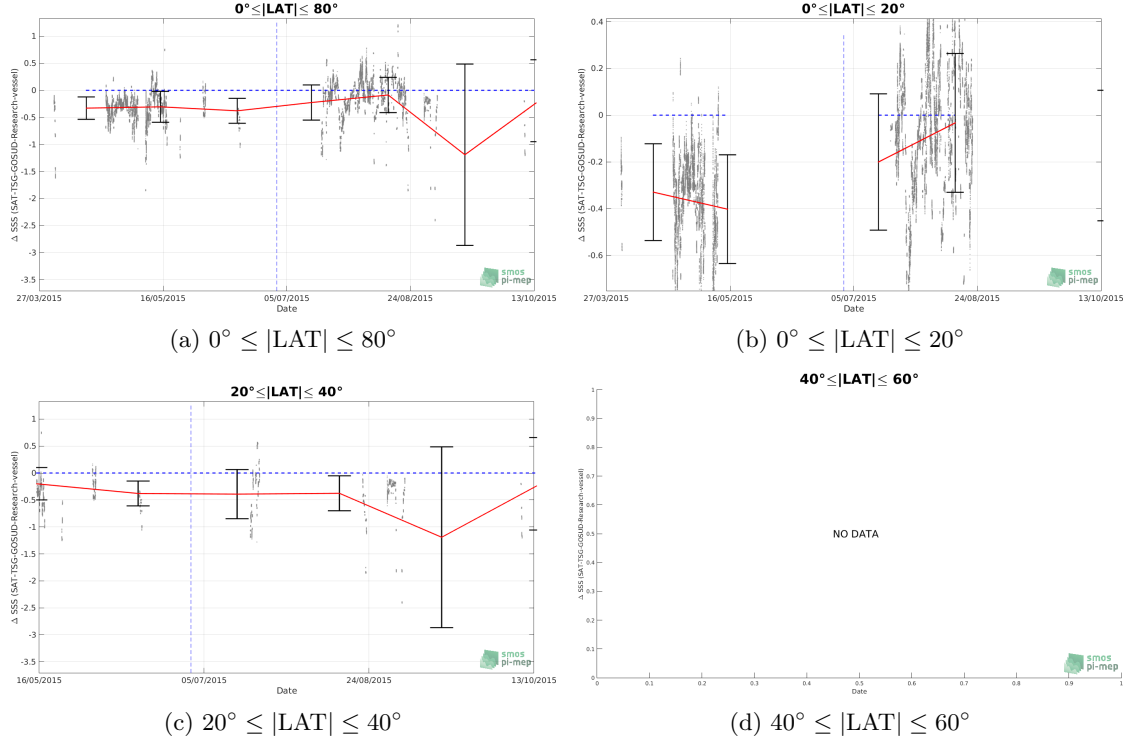 0°≤|LAT|≤ 80°
Δ SSS (SAT-TSG-GOSUD-Research-vessel)
1
0.5
0
-0.5
-1
-1.5
-2
-2.5
-3
-3.5
27/03/2015 16/05/2015 05/07/2015 24/08/2015 13/10/2015
Date
smos
pi-mep
(a) 0° ≤ |LAT| ≤ 80°
0°≤|LAT|≤ 20°
Δ SSS (SAT-TSG-GOSUD-Research-vessel)
0.4
0.2
0
-0.2
-0.4
-0.6
27/03/2015 16/05/2015 05/07/2015 24/08/2015 13/10/2015
Date
smos
pi-mep
(b) 0° ≤ |LAT| ≤ 20°
20°≤|LAT|≤ 40°
Δ SSS (SAT-TSG-GOSUD-Research-vessel)
1
0.5
0
-0.5
-1
-1.5
-2
-2.5
-3
-3.5
16/05/2015 05/07/2015 24/08/2015 13/10/2015
Date
smos
pi-mep
(c) 20° ≤ |LAT| ≤ 40°
40°≤|LAT|≤ 60°
Δ SSS (SAT-TSG-GOSUD-Research-vessel)
1
0.9
0.8
0.7
0.6
0.5
0.4
0.3
0.2
0.1
0
NO DATA
0 0.1 0.2 0.3 0.4 0.5 0.6 0.7 0.8 0.9 1
Date
smos
pi-mep
(d) 40° ≤ |LAT| ≤ 60°